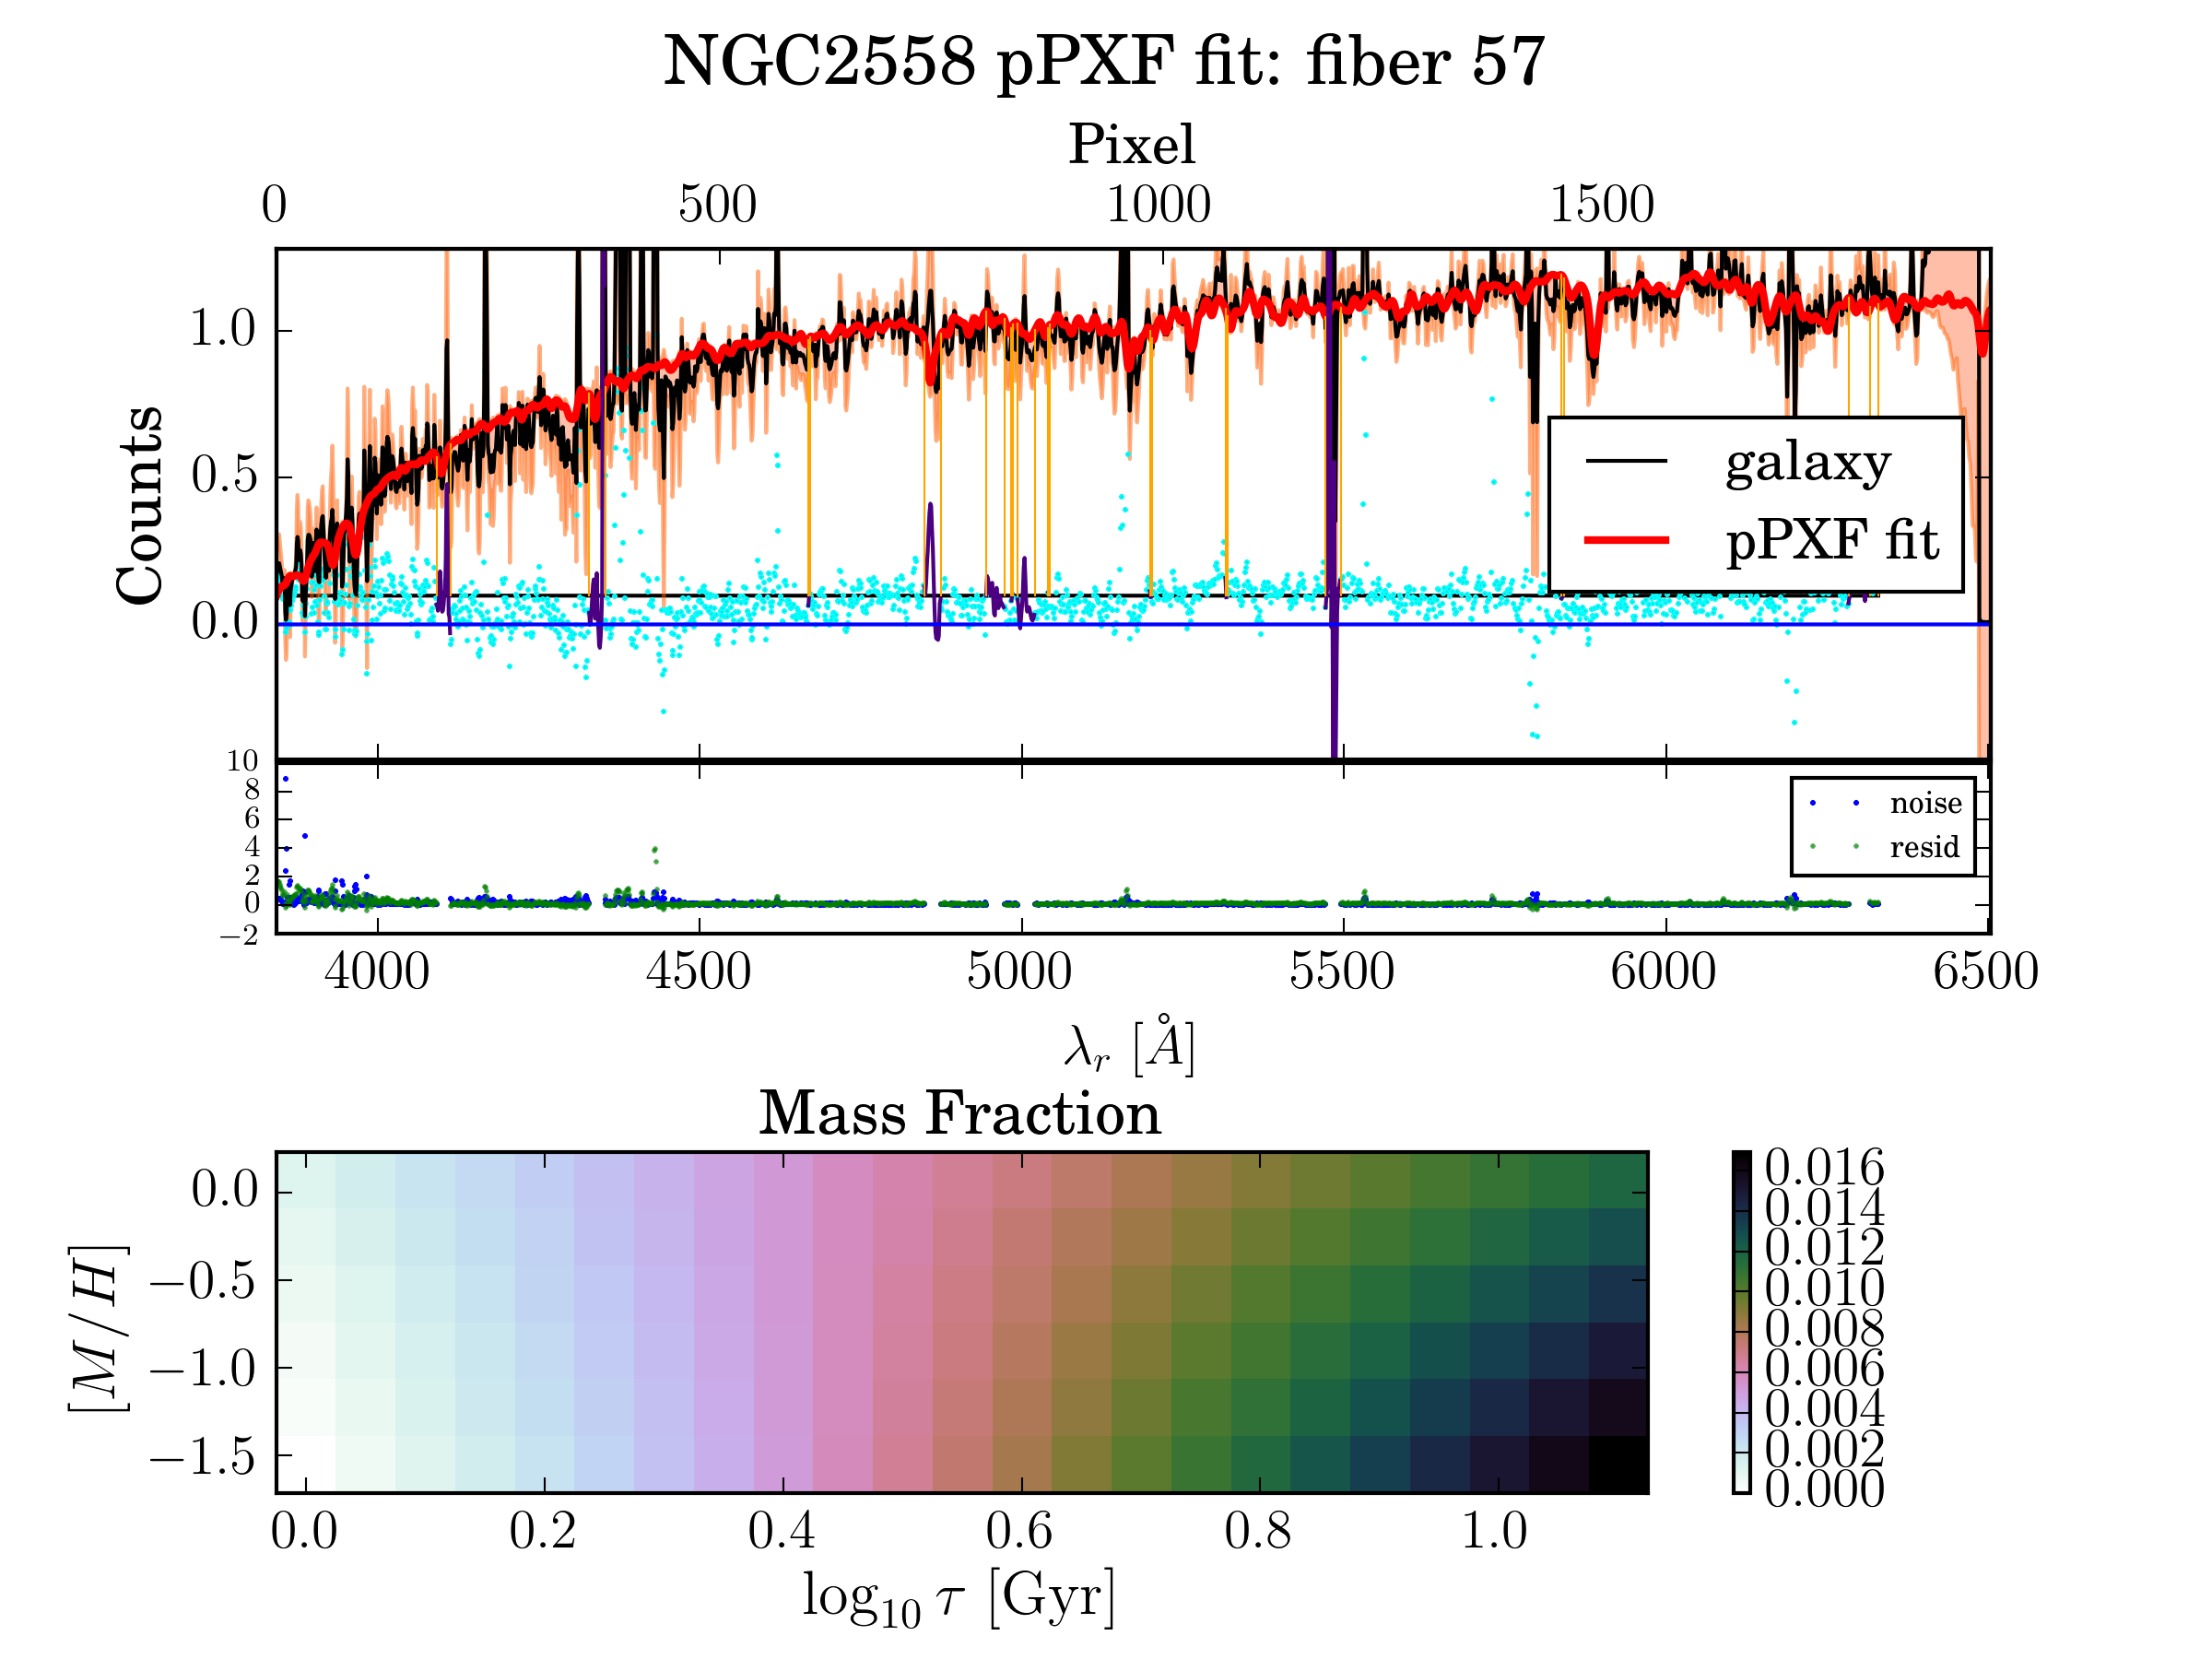 NGC2558 pPXF fit: fiber 57
Pixel
0 500 1000 1500
1.0
0.5
0.0
Counts
galaxy
pPXF fit
10
8
6
4
2
0
−2
noise
resid
4000 4500 5000 5500 6000 6500
λr [Å]
Mass Fraction
0.0
−0.5
−1.0
−1.5
[M/H]
0.016
0.014
0.012
0.010
0.008
0.006
0.004
0.002
0.000
0.0 0.2 0.4 0.6 0.8 1.0
log10 τ [Gyr]